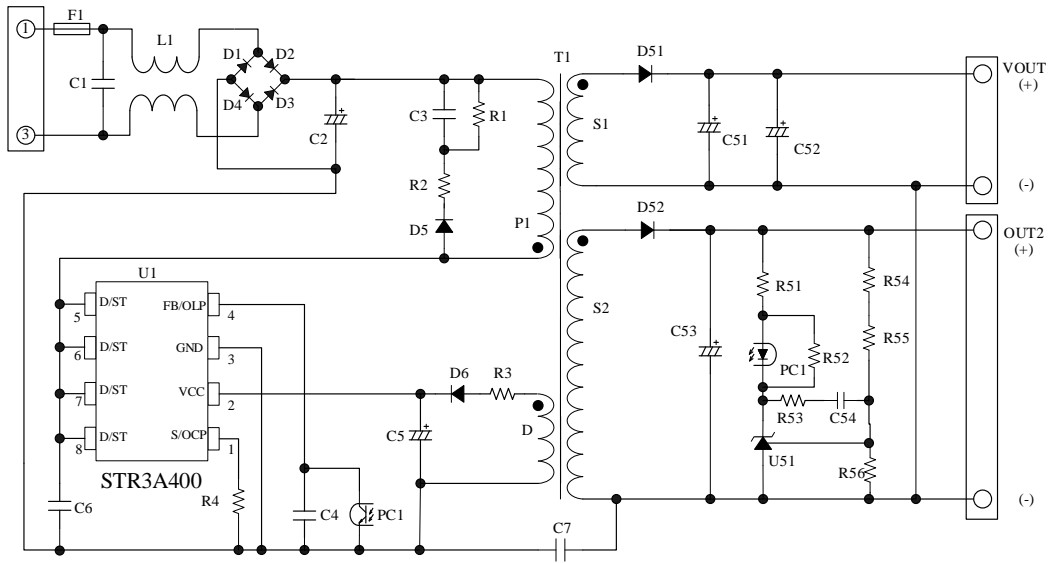 F1
1
L1
T1
D51
VOUT
(+)
D1
D2
C1
D4
D3
C3
R1
S1
C2
C51
C52
3
R2
(-)
D5
P1
D52
OUT2
(+)
U1
R51
R54
D/ST
FB/OLP
5
4
S2
D/ST
GND
C53
R55
6
3
PC1
R52
D/ST
VCC
D6
R3
7
2
R53
C54
D/ST
S/OCP
C5
D
8
1
U51
STR3A400
R56
R4
C6
C4
PC1
(-)
C7